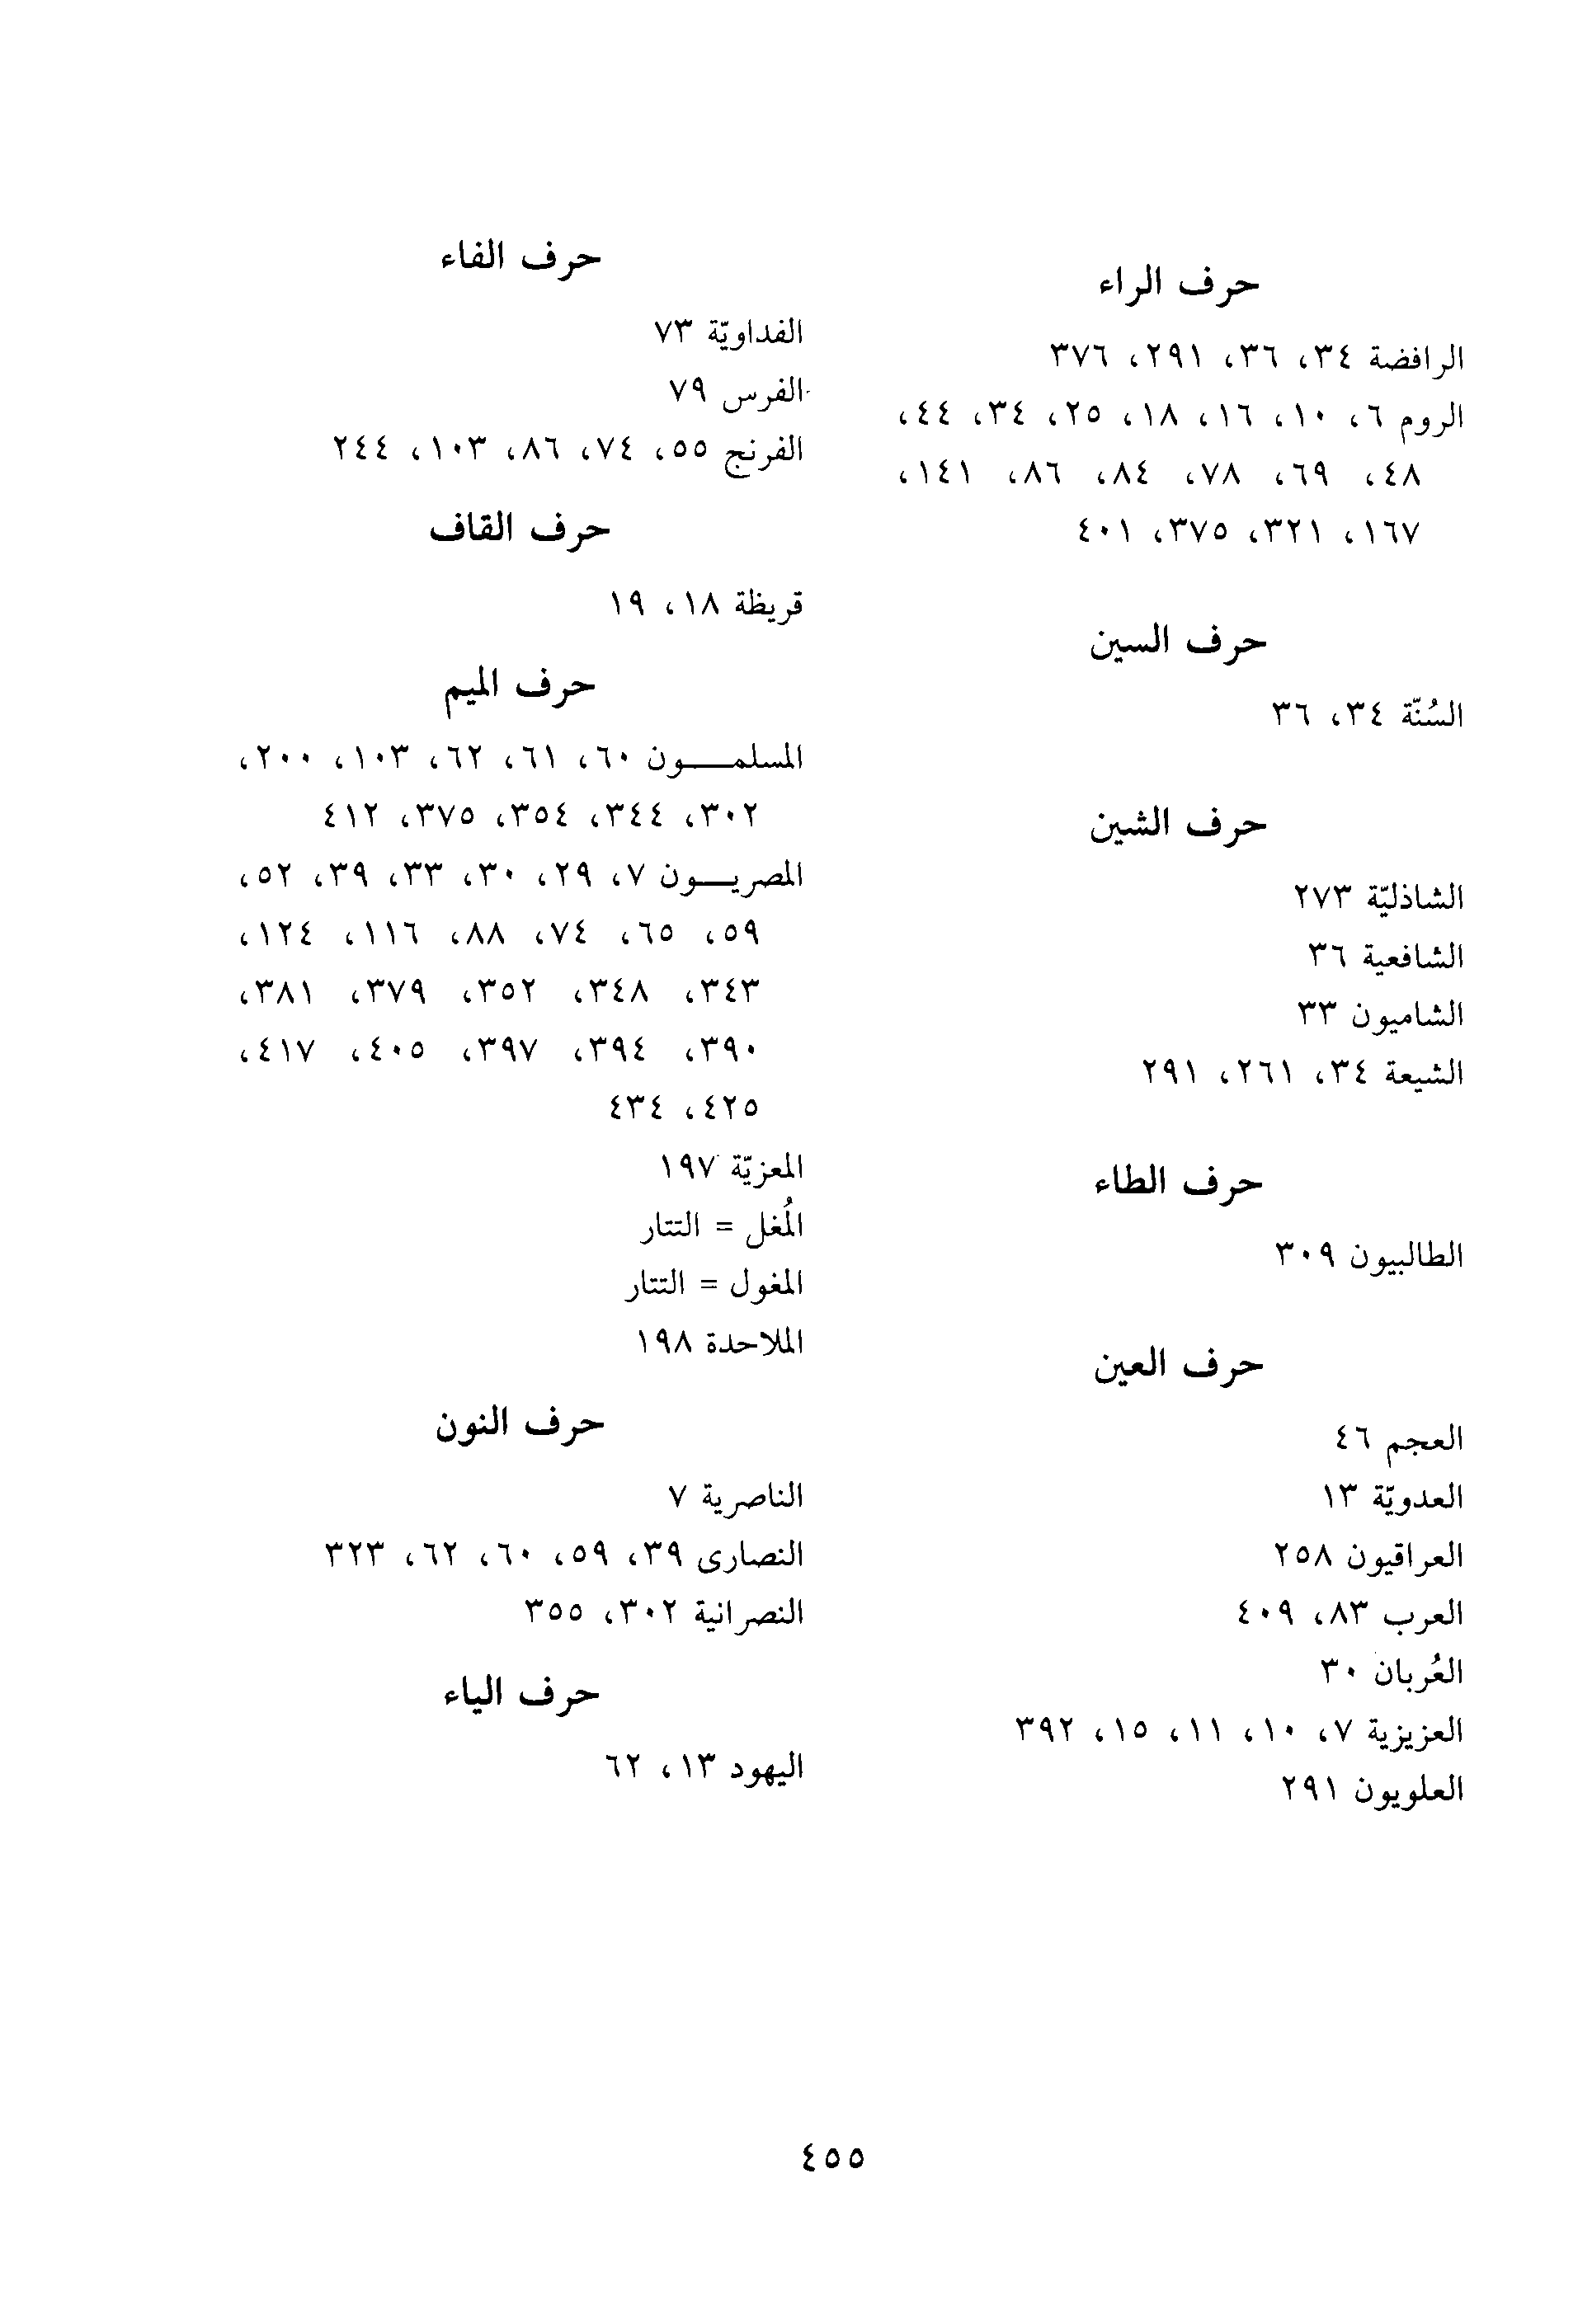 حرف الراء
الرافضة ٣٤، ٣٦، ٢٩١، ٣٧٦
الروم ٦، ١٠، ١٦، ١٨، ٢٥، ٣٤، ٤٤،
٤٨، ٦٩، ٧٨، ٨٤، ٨٦، ١٤١،
١٦٧، ٣٢١، ٣٧٥، ٤٠١
حرف السين
السُنّة ٣٤، ٣٦
حرف الشين
الشاذليّة ٢٧٣
الشافعية ٣٦
الشاميون ٣٣
الشيعة ٣٤، ٢٦١، ٢٩١
حرف الطاء
الطالبيون ٣٠٩
حرف العين
العجم ٤٦
العدويّة ١٣
العراقيون ٢٥٨
العرب ٨٣، ٤٠٩
العُربان ٣٠
العزيزية ٧، ١٠، ١١، ١٥، ٣٩٢
العلويون ٢٩١
حرف الفاء
الفداويّة ٧٣
الفرس ٧٩
الفرنج ٥٥، ٧٤، ٨٦، ١٠٣، ٢٤٤
حرف القاف
قريظة ١٨، ١٩
حرف الميم
المسلمـــون ٦٠، ٦١، ٦٢، ١٠٣، ٢٠٠،
٣٠٢، ٣٤٤، ٣٥٤، ٣٧٥، ٤١٢
المصريـــون ٧، ٢٩، ٣٠، ٣٣، ٣٩، ٥٢،
٥٩، ٦٥، ٧٤، ٨٨، ١١٦، ١٢٤،
٣٤٣، ٣٤٨، ٣٥٢، ٣٧٩، ٣٨١،
٣٩٠، ٣٩٤، ٣٩٧، ٤٠٥، ٤١٧،
٤٢٥، ٤٣٤
المعزيّة ١٩٧
المُغل = التتار
المغول = التتار
الملاحدة ١٩٨
حرف النون
الناصرية ٧
النصارى ٣٩، ٥٩، ٦٠، ٦٢، ٣٢٣
النصرانية ٣٠٢، ٣٥٥
حرف الياء
اليهود ١٣، ٦٢
٤٥٥